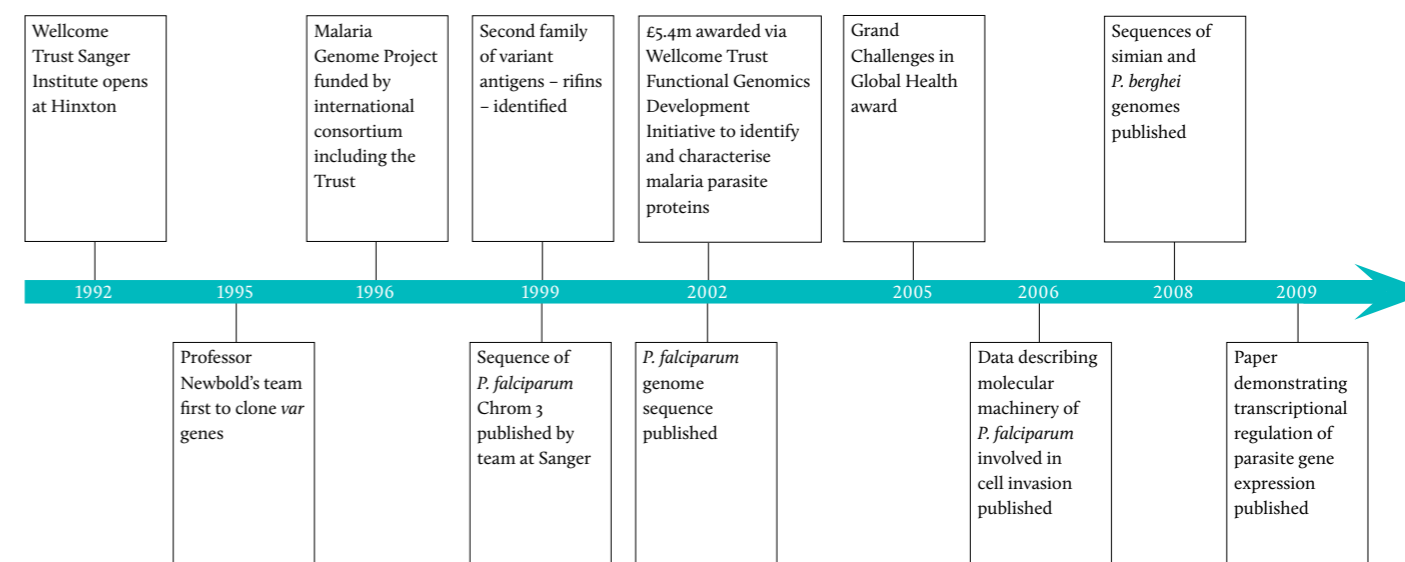 Wellcome
Trust Sanger
Institute opens
at Hinxton
Malaria
Genome Project
funded by
international
consortium
including the
Trust
Second family
of variant
antigens – rifins
– identified
£5.4m awarded via
Wellcome Trust
Functional Genomics
Development
Initiative to identify
and characterise
malaria parasite
proteins
Grand
Challenges in
Global Health
award
Sequences of
simian and
P. berghei
genomes
published
1992 1995 1996 1999 2002 2005 2006 2008 2009
Professor
Newbold’s team
first to clone var
genes
Sequence of
P. falciparum
Chrom 3
published by
team at Sanger
P. falciparum
genome
sequence
published
Data describing
molecular
machinery of
P. falciparum
involved in
cell invasion
published
Paper
demonstrating
transcriptional
regulation of
parasite gene
expression
published